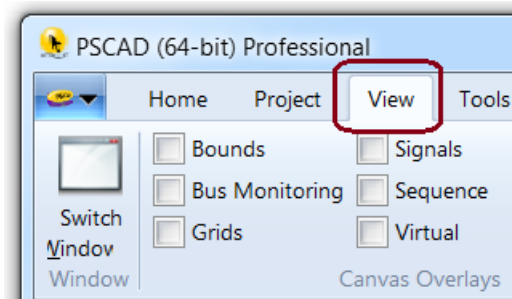 PSCAD (64-bit) Professional
Home Project View Tools
Bounds Signals
Bus Monitoring Sequence
Grids Virtual
Switch
Window
Window Canvas Overlays